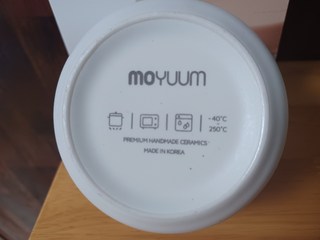 moYUUM
-40°C
~
250°C
PREMIUM HANDMADE CERAMICS
MADE IN KOREA